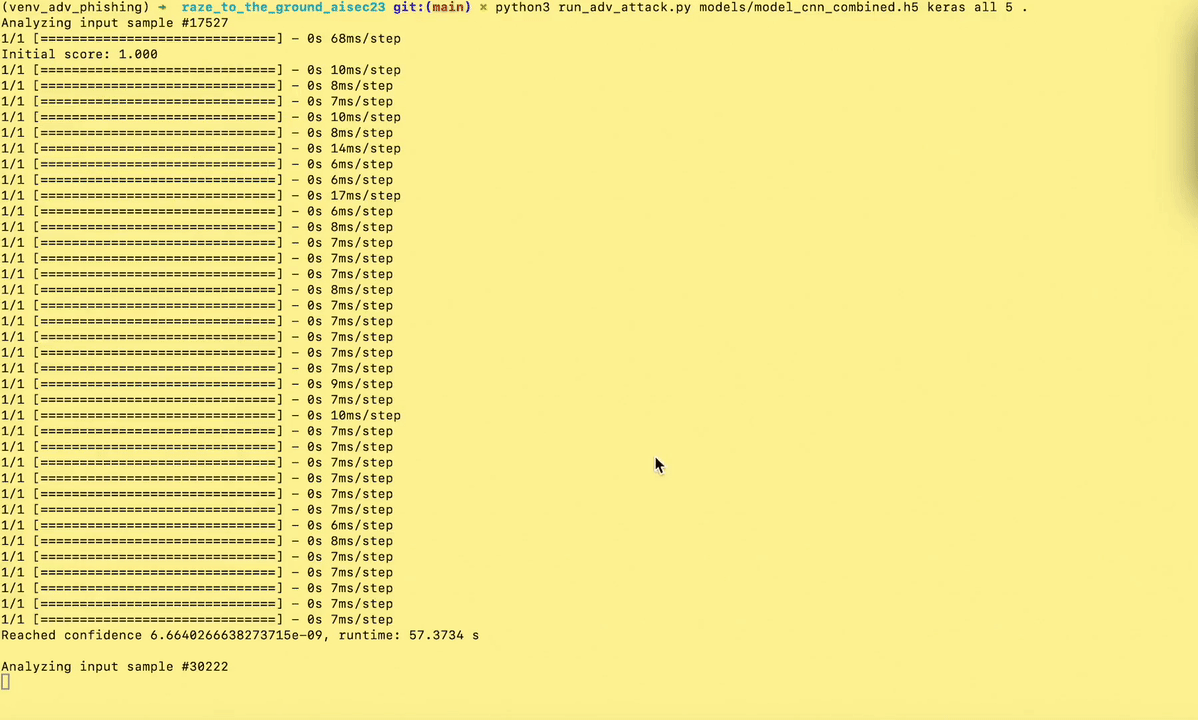 (venv_adv_phishing) → raze_to_the_ground_aisec23 git:(main) × python3 run_adv_attack.py models/model_cnn_combined.h5 keras all 5 .
Analyzing input sample #17527
1/1 [==============================] - 0s 68ms/step
Initial score: 1.000
1/1 [==============================] - 0s 10ms/step
1/1 [==============================] - 0s 8ms/step
1/1 [==============================] - 0s 7ms/step
1/1 [==============================] - 0s 10ms/step
1/1 [==============================] - 0s 8ms/step
1/1 [==============================] - 0s 14ms/step
1/1 [==============================] - 0s 6ms/step
1/1 [==============================] - 0s 6ms/step
1/1 [==============================] - 0s 17ms/step
1/1 [==============================] - 0s 6ms/step
1/1 [==============================] - 0s 8ms/step
1/1 [==============================] - 0s 7ms/step
1/1 [==============================] - 0s 7ms/step
1/1 [==============================] - 0s 7ms/step
1/1 [==============================] - 0s 8ms/step
1/1 [==============================] - 0s 7ms/step
1/1 [==============================] - 0s 7ms/step
1/1 [==============================] - 0s 7ms/step
1/1 [==============================] - 0s 7ms/step
1/1 [==============================] - 0s 7ms/step
1/1 [==============================] - 0s 9ms/step
1/1 [==============================] - 0s 7ms/step
1/1 [==============================] - 0s 10ms/step
1/1 [==============================] - 0s 7ms/step
1/1 [==============================] - 0s 7ms/step
1/1 [==============================] - 0s 7ms/step
1/1 [==============================] - 0s 7ms/step
1/1 [==============================] - 0s 7ms/step
1/1 [==============================] - 0s 7ms/step
1/1 [==============================] - 0s 6ms/step
1/1 [==============================] - 0s 8ms/step
1/1 [==============================] - 0s 7ms/step
1/1 [==============================] - 0s 7ms/step
1/1 [==============================] - 0s 7ms/step
1/1 [==============================] - 0s 7ms/step
1/1 [==============================] - 0s 7ms/step
Reached confidence 6.6640266638273715e-09, runtime: 57.3734 s
Analyzing input sample #30222